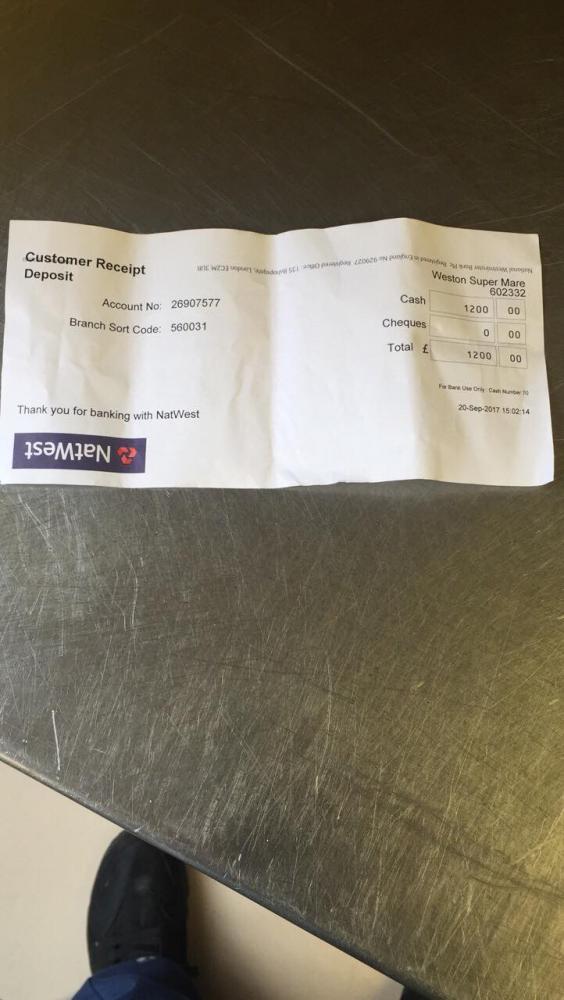 Customer Receipt
Deposit
Account No: 26907577
Branch Sort Code: 560031
Thank you for banking with NatWest
NatWest
National Westminster Bank Plc Registered in England No. 929027 Registered Office: 135 Bishopsgate, London EC2M 3UR
Weston Super Mare
602332
Cash 1200 00
Cheques 0 00
Total £ 1200 00
For Bank Use Only: Cash Number 70
20-Sep-2017 15:02:14